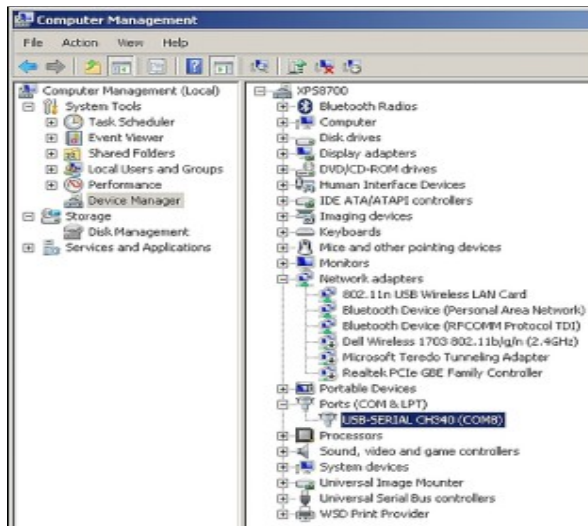 Computer Management
File Action View Help
Computer Management (Local)
System Tools
Task Scheduler
Event Viewer
Shared Folders
Local Users and Groups
Performance
Device Manager
Storage
Disk Management
Services and Applications
XPS8700
Bluetooth Radios
Computer
Disk drives
Display adapters
DVD/CD-ROM drives
Human Interface Devices
IDE ATA/ATAPI controllers
Imaging devices
Keyboards
Mice and other pointing devices
Monitors
Network adapters
802.11n USB Wireless LAN Card
Bluetooth Device (Personal Area Network)
Bluetooth Device (RFCOMM Protocol TDI)
Dell Wireless 1703 802.11b/g/n (2.4GHz)
Microsoft Teredo Tunneling Adapter
Realtek PCIe GBE Family Controller
Portable Devices
Ports (COM & LPT)
USB-SERIAL CH340 (COM8)
Processors
Sound, video and game controllers
System devices
Universal Image Mounter
Universal Serial Bus controllers
WSD Print Provider